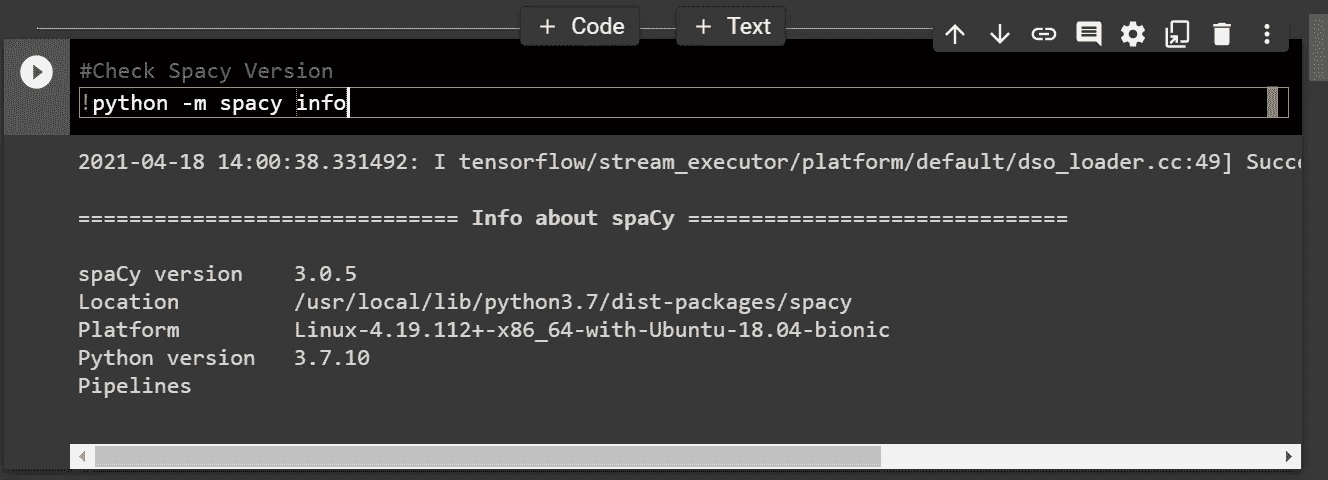 + Code + Text
#Check Spacy Version
!python -m spacy info
2021-04-18 14:00:38.331492: I tensorflow/stream_executor/platform/default/dso_loader.cc:49] Succe
============================== Info about spaCy ==============================
spaCy version 3.0.5
Location /usr/local/lib/python3.7/dist-packages/spacy
Platform Linux-4.19.112+-x86_64-with-Ubuntu-18.04-bionic
Python version 3.7.10
Pipelines